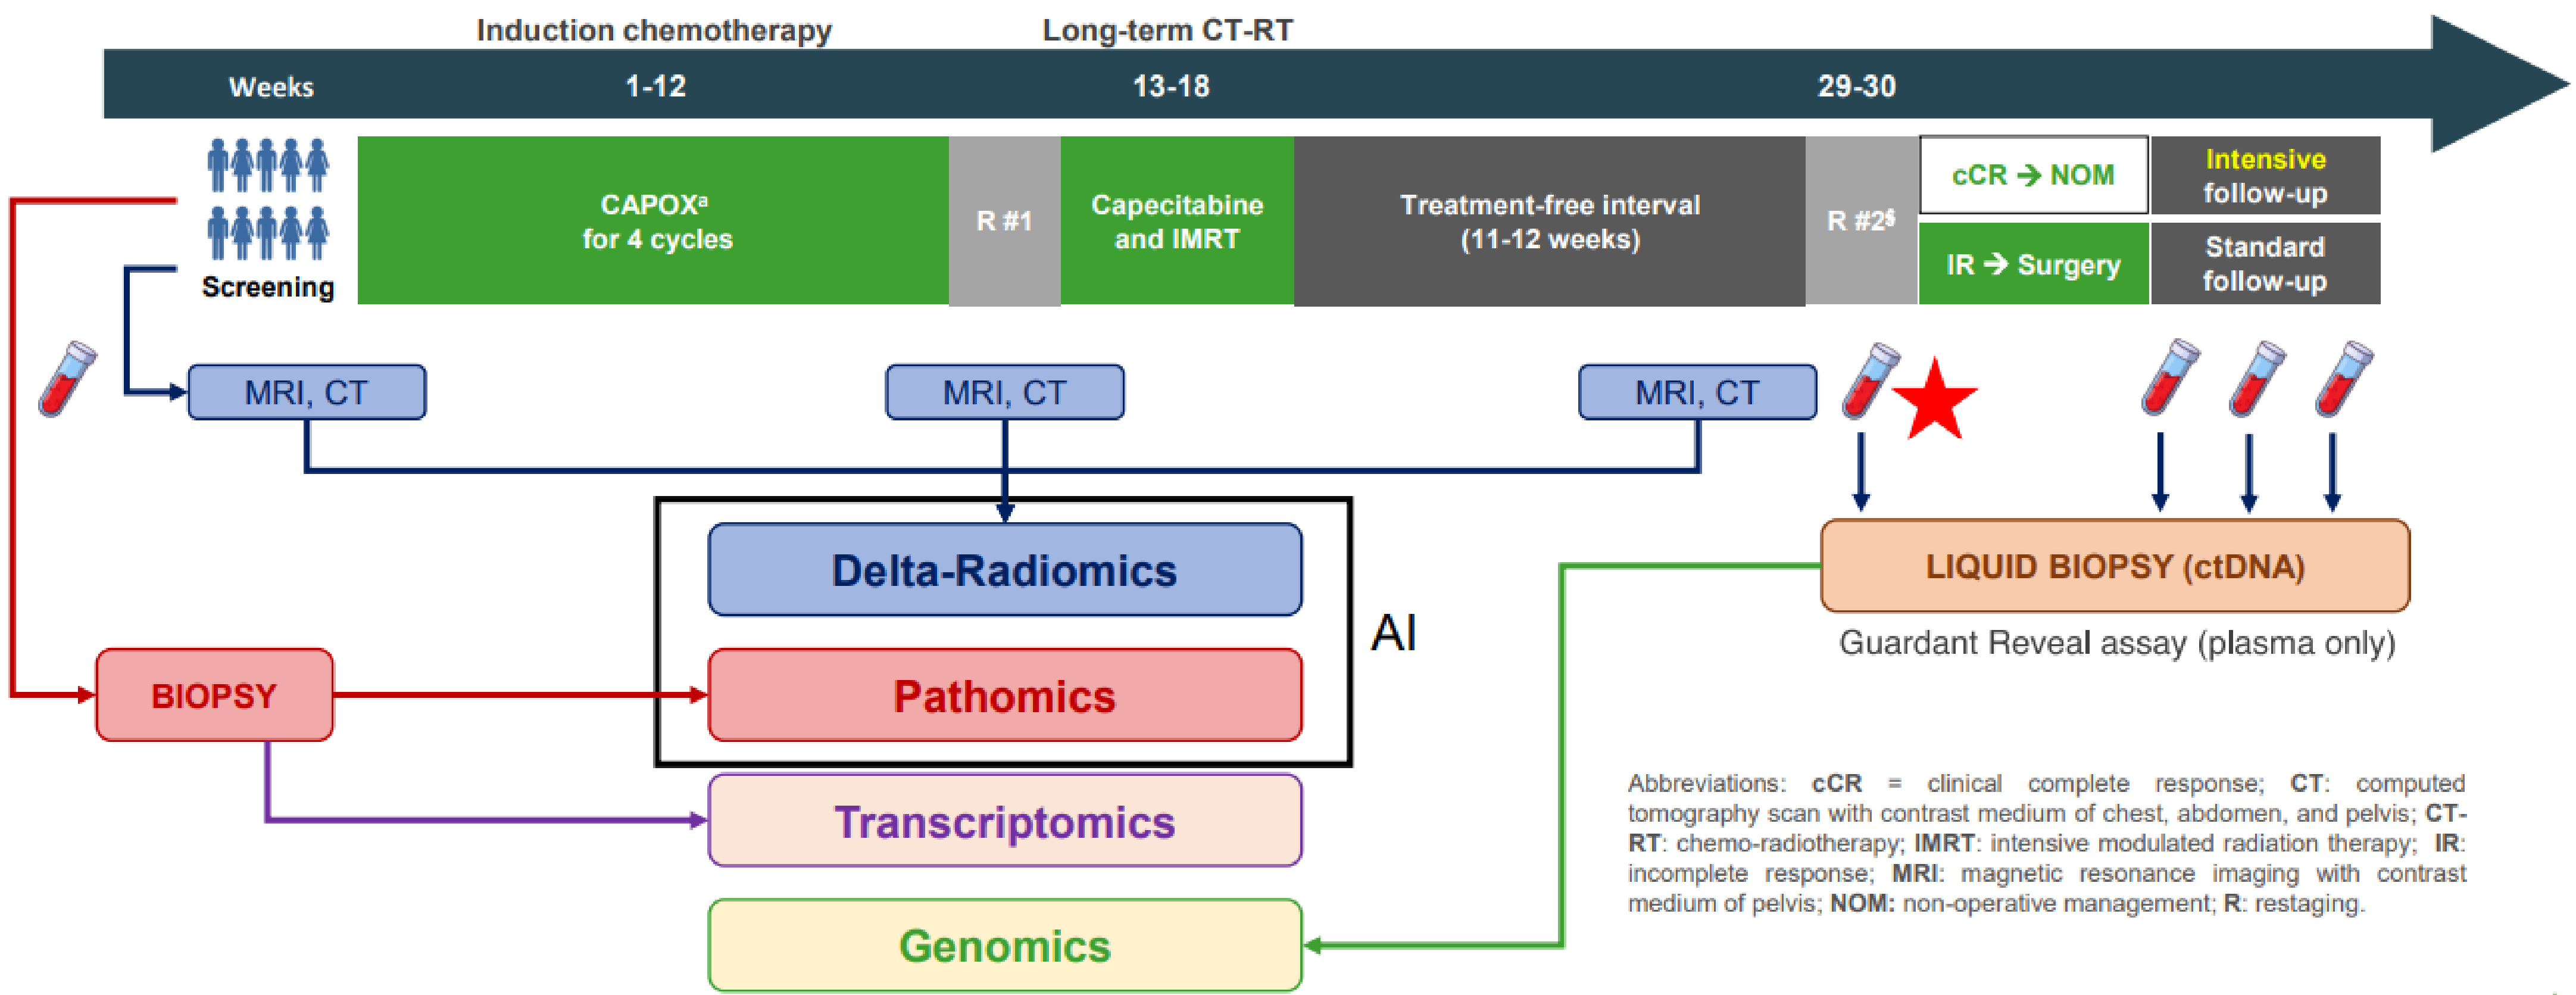 Induction chemotherapy
Long-term CT-RT
Weeks
1-12
13-18
29-30
Screening
CAPOXᵃ
for 4 cycles
R #1
Capecitabine
and IMRT
Treatment-free interval
(11-12 weeks)
R #2§
cCR → NOM
IR → Surgery
Intensive
follow-up
Standard
follow-up
MRI, CT
MRI, CT
MRI, CT
Delta-Radiomics
Pathomics
AI
BIOPSY
Transcriptomics
Genomics
LIQUID BIOPSY (ctDNA)
Guardant Reveal assay (plasma only)
Abbreviations: cCR = clinical complete response; CT: computed
tomography scan with contrast medium of chest, abdomen, and pelvis; CT-
RT: chemo-radiotherapy; IMRT: intensive modulated radiation therapy; IR:
incomplete response; MRI: magnetic resonance imaging with contrast
medium of pelvis; NOM: non-operative management; R: restaging.